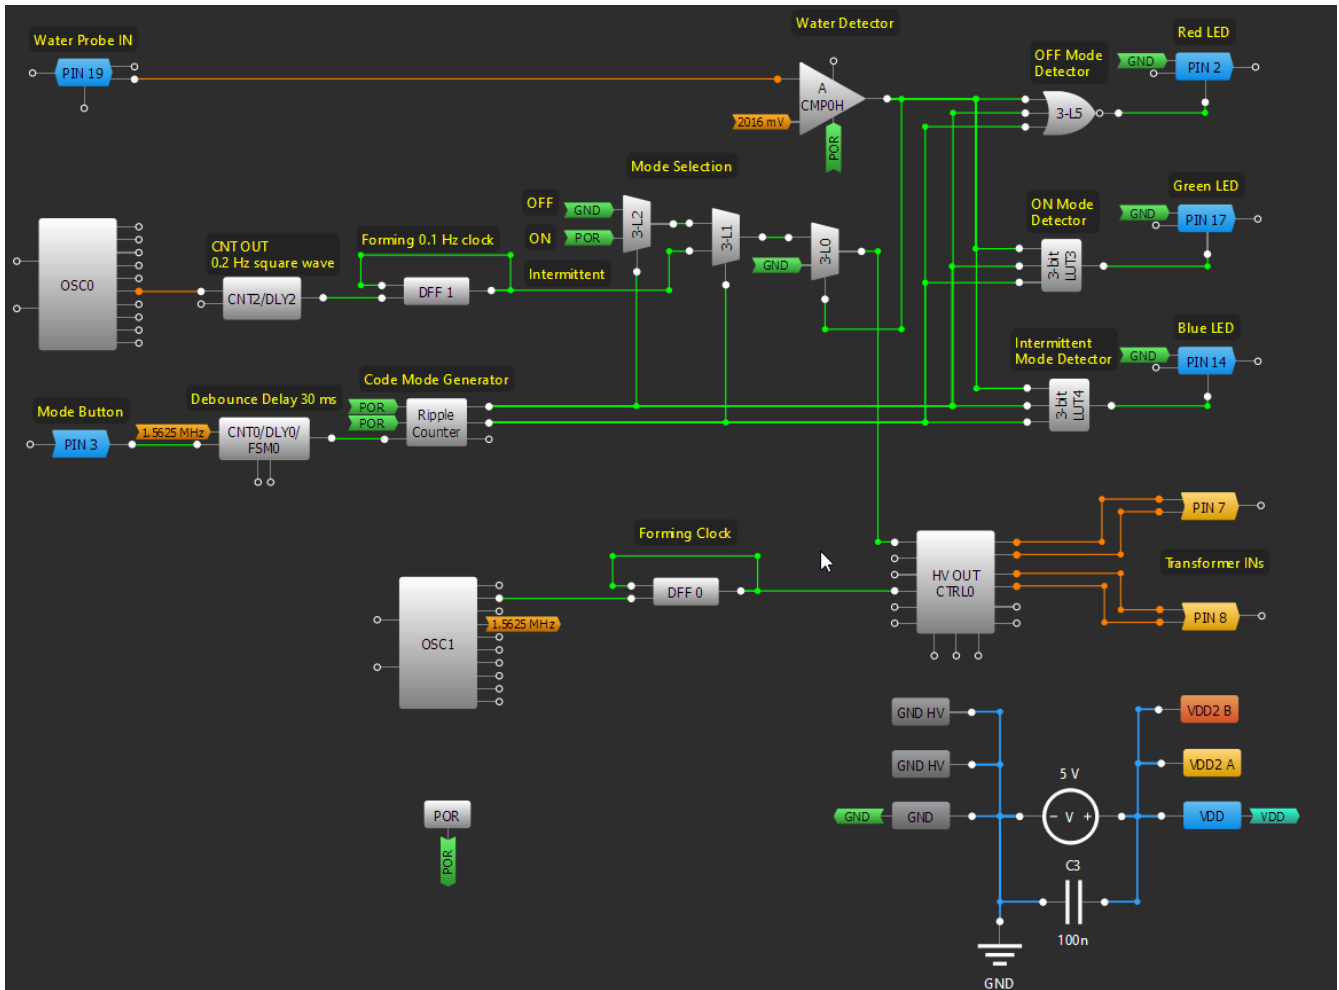 Water Probe IN
PIN 19
Water Detector
A
CMP0H
2016 mV
POR
OFF Mode
Detector
3-L5
Red LED
GND
PIN 2
Mode Selection
OFF
GND
ON
POR
Intermittent
3-L2
3-L1
3-L0
GND
ON Mode
Detector
3-bit
LUT3
Green LED
GND
PIN 17
OSC0
CNT OUT
0.2 Hz square wave
CNT2/DLY2
Forming 0.1 Hz clock
DFF 1
Intermittent
Mode Detector
3-bit
LUT4
Blue LED
GND
PIN 14
Mode Button
PIN 3
1.5625 MHz
Debounce Delay 30 ms
CNT0/DLY0/
FSM0
Code Mode Generator
POR
POR
Ripple
Counter
OSC1
1.5625 MHz
Forming Clock
DFF 0
HV OUT
CTRL0
PIN 7
Transformer INs
PIN 8
POR
POR
GND HV
GND HV
GND
GND
5 V
- V +
C3
100n
GND
VDD2 B
VDD2 A
VDD
VDD